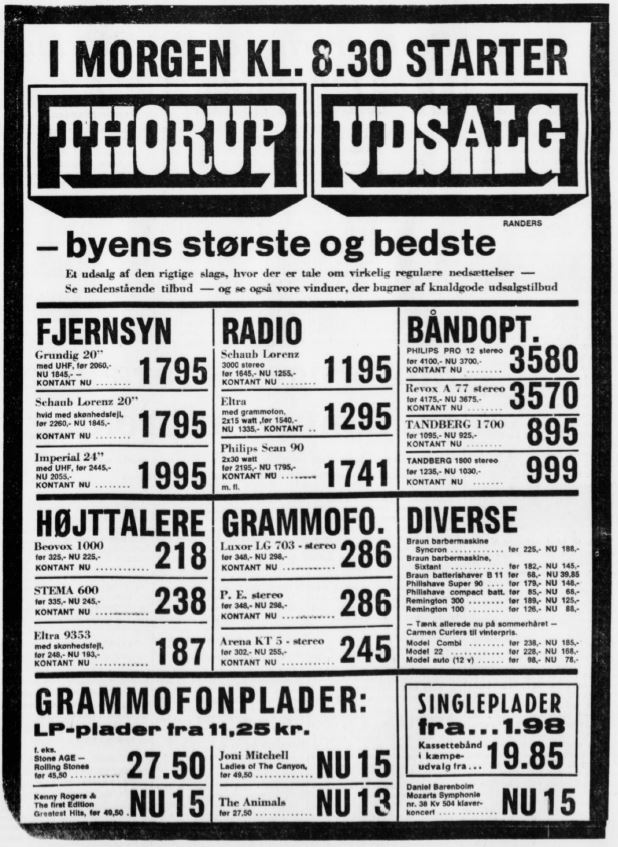 I MORGEN KL. 8.30 STARTER
THORUP UDSALG
RANDERS
– byens største og bedste
Et udsalg af den rigtige slags, hvor der er tale om virkelig regulære nedsættelser —
Se nedenstående tilbud — og se også vore vinduer, der bugner af knaldgode udsalgstilbud
FJERNSYN
Grundig 20”
med UHF, før 2060,-
NU 1845,- –
KONTANT NU ........ 1795
Schaub Lorenz 20”
hvid med skønhedsfejl,
før 2260,- NU 1845,-
KONTANT NU ........ 1795
Imperial 24”
med UHF, før 2445,-
NU 2055,-
KONTANT NU ........ 1995
RADIO
Schaub Lorenz
3000 stereo
før 1645,- NU 1255,-
KONTANT NU ........ 1195
Eltra
med grammofon,
2x15 watt ,før 1540.-
NU 1335,- KONTANT .. 1295
Philips Scan 90
2x30 watt
før 2195,- NU 1795,-
KONTANT NU ........ 1741
m. fl.
BÅNDOPT.
PHILIPS PRO 12 stereo
før 4100,- NU 3700,-
KONTANT NU ........ 3580
Revox A 77 stereo
før 4175,- NU 3675,-
KONTANT NU ........ 3570
TANDBERG 1700
før 1095,- NU 925,-
KONTANT NU ........ 895
TANDBERG 1800 stereo
før 1235,- NU 1030,-
KONTANT NU ...... 999
HØJTTALERE
Beovox 1000
før 325,- NU 225,-
KONTANT NU ........ 218
STEMA 600
før 335,- NU 245,-
KONTANT NU ........ 238
Eltra 9353
med skønhedsfejl,
før 248,- NU 193,-
KONTANT NU ........ 187
GRAMMOFO.
Luxor LG 703 - stereo
før 348,- NU 298,-
KONTANT NU ........ 286
P. E. stereo
før 348,- NU 298,-
KONTANT NU ........ 286
Arena KT 5 - stereo
før 302,- NU 255,-
KONTANT NU ........ 245
DIVERSE
Braun barbermaskine
Syncron ........... før 225,- NU 188,-
Braun barbermaskine,
Sixtant ........... før 182,- NU 145,-
Braun batterishaver B 11 før 68,- NU 39,85
Philishave Super 90 .... før 179,- NU 148,-
Philishave compact batt. før 85,- NU 68,-
Remington 300 ....... før 189,- NU 125,-
Remington 100 ....... før 126,- NU 88,-
– Tænk allerede nu på sommerhåret –
Carmen Curlers til vinterpris.
Model Combi ........ før 238,- NU 185,-
Model 22 ........... før 228,- NU 168,-
Model auto (12 v) ...... før 98,- NU 78,-
GRAMMOFONPLADER:
LP-plader fra 11,25 kr.
f. eks.
Stone AGE –
Rolling Stones
før 45,50 ........... 27.50
Kenny Rogers &
The first Edition
Greatest Hits, før 49,50 . NU 15
Joni Mitchell
Ladies of The Canyon,
før 49,50 ............ NU 15
The Animals
før 27,50 ............ NU 13
SINGLEPLADER
fra...1.98
Kassettebånd
i kæmpe-
udvalg fra... 19.85
Daniel Barenboim
Mozarts Symphonie
nr. 38 Kv 504 klaver-
koncert ............ NU 15